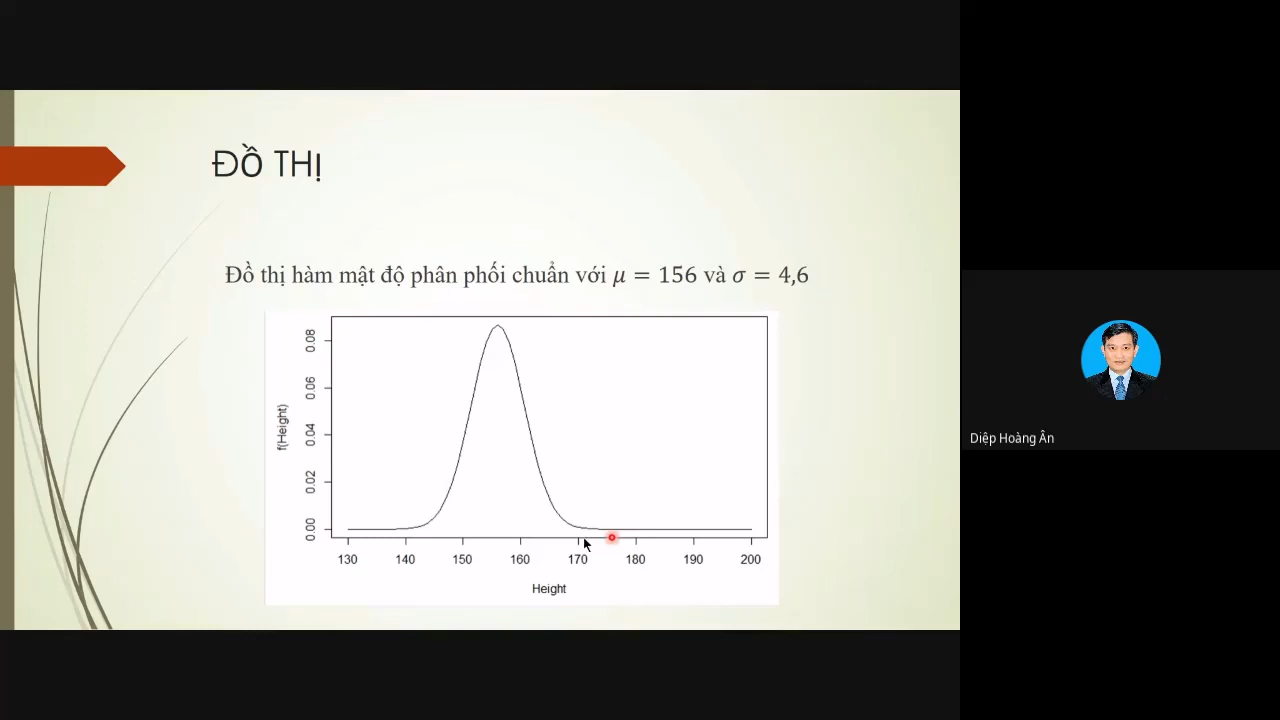 ĐỒ THỊ
Đồ thị hàm mật độ phân phối chuẩn với μ = 156 và σ = 4,6
0.08
0.06
0.04
0.02
0.00
f(Height)
130 140 150 160 170 180 190 200
Height
Diệp Hoàng Ân